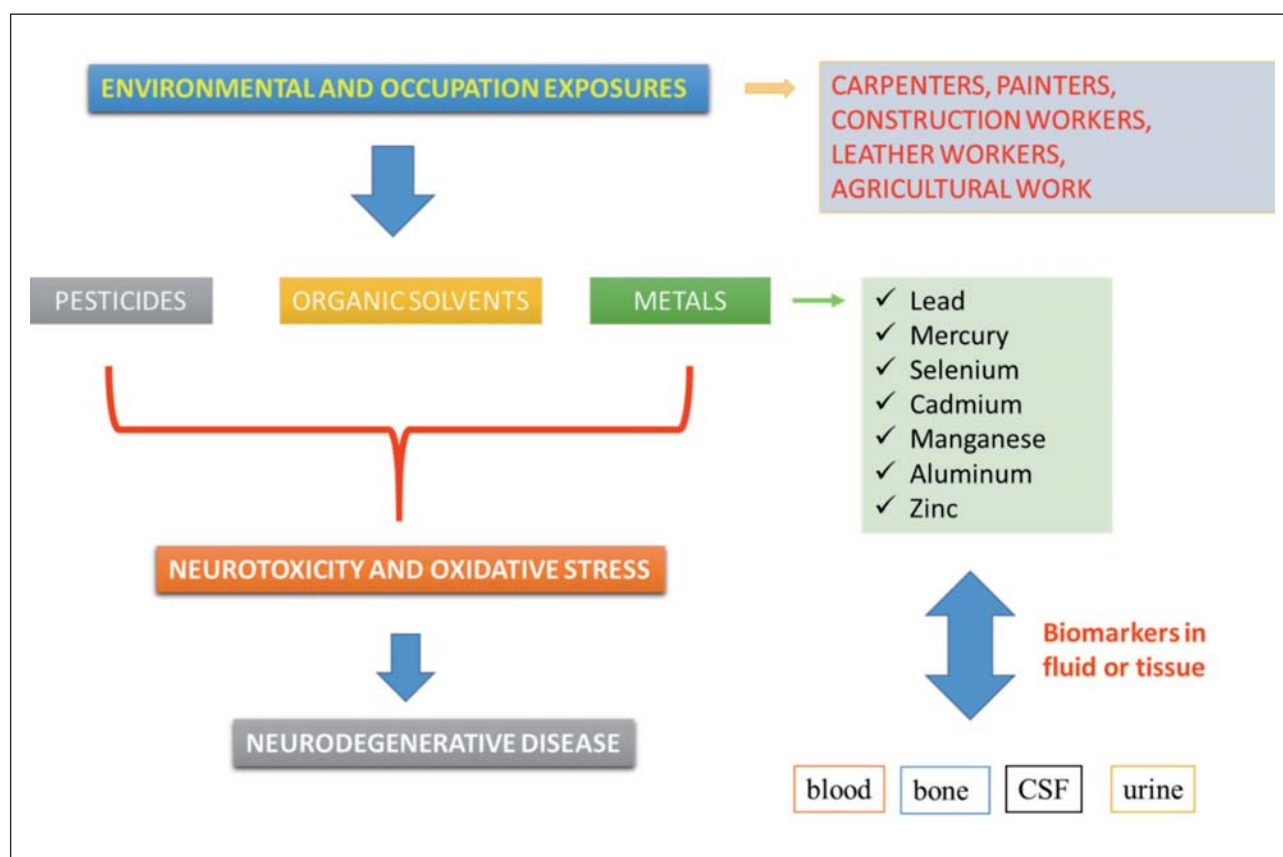 ENVIRONMENTAL AND OCCUPATION EXPOSURES
CARPENTERS, PAINTERS,
CONSTRUCTION WORKERS,
LEATHER WORKERS,
AGRICULTURAL WORK
PESTICIDES
ORGANIC SOLVENTS
METALS
✓ Lead
✓ Mercury
✓ Selenium
✓ Cadmium
✓ Manganese
✓ Aluminum
✓ Zinc
NEUROTOXICITY AND OXIDATIVE STRESS
Biomarkers in
fluid or tissue
NEURODEGENERATIVE DISEASE
blood
bone
CSF
urine